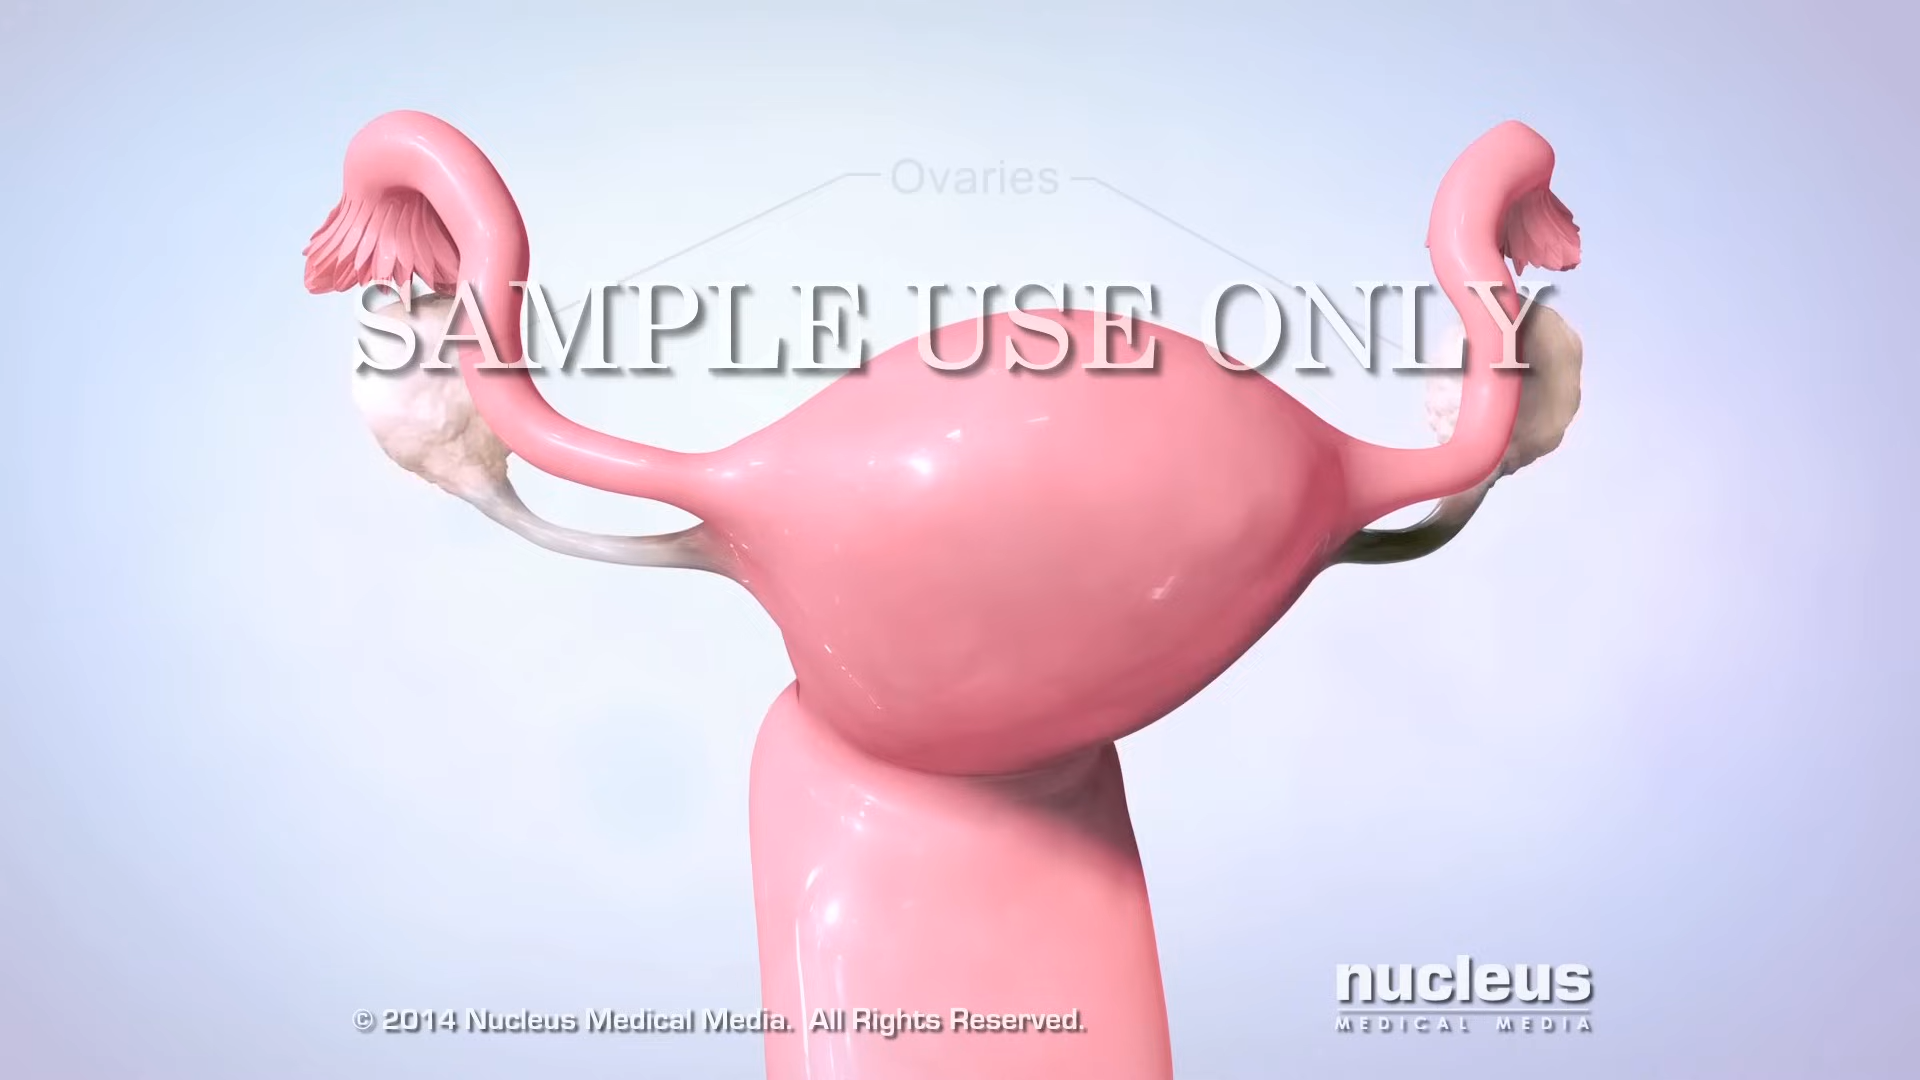 Ovaries
SAMPLE USE ONLY
nucleus
MEDICAL MEDIA
© 2014 Nucleus Medical Media. All Rights Reserved.